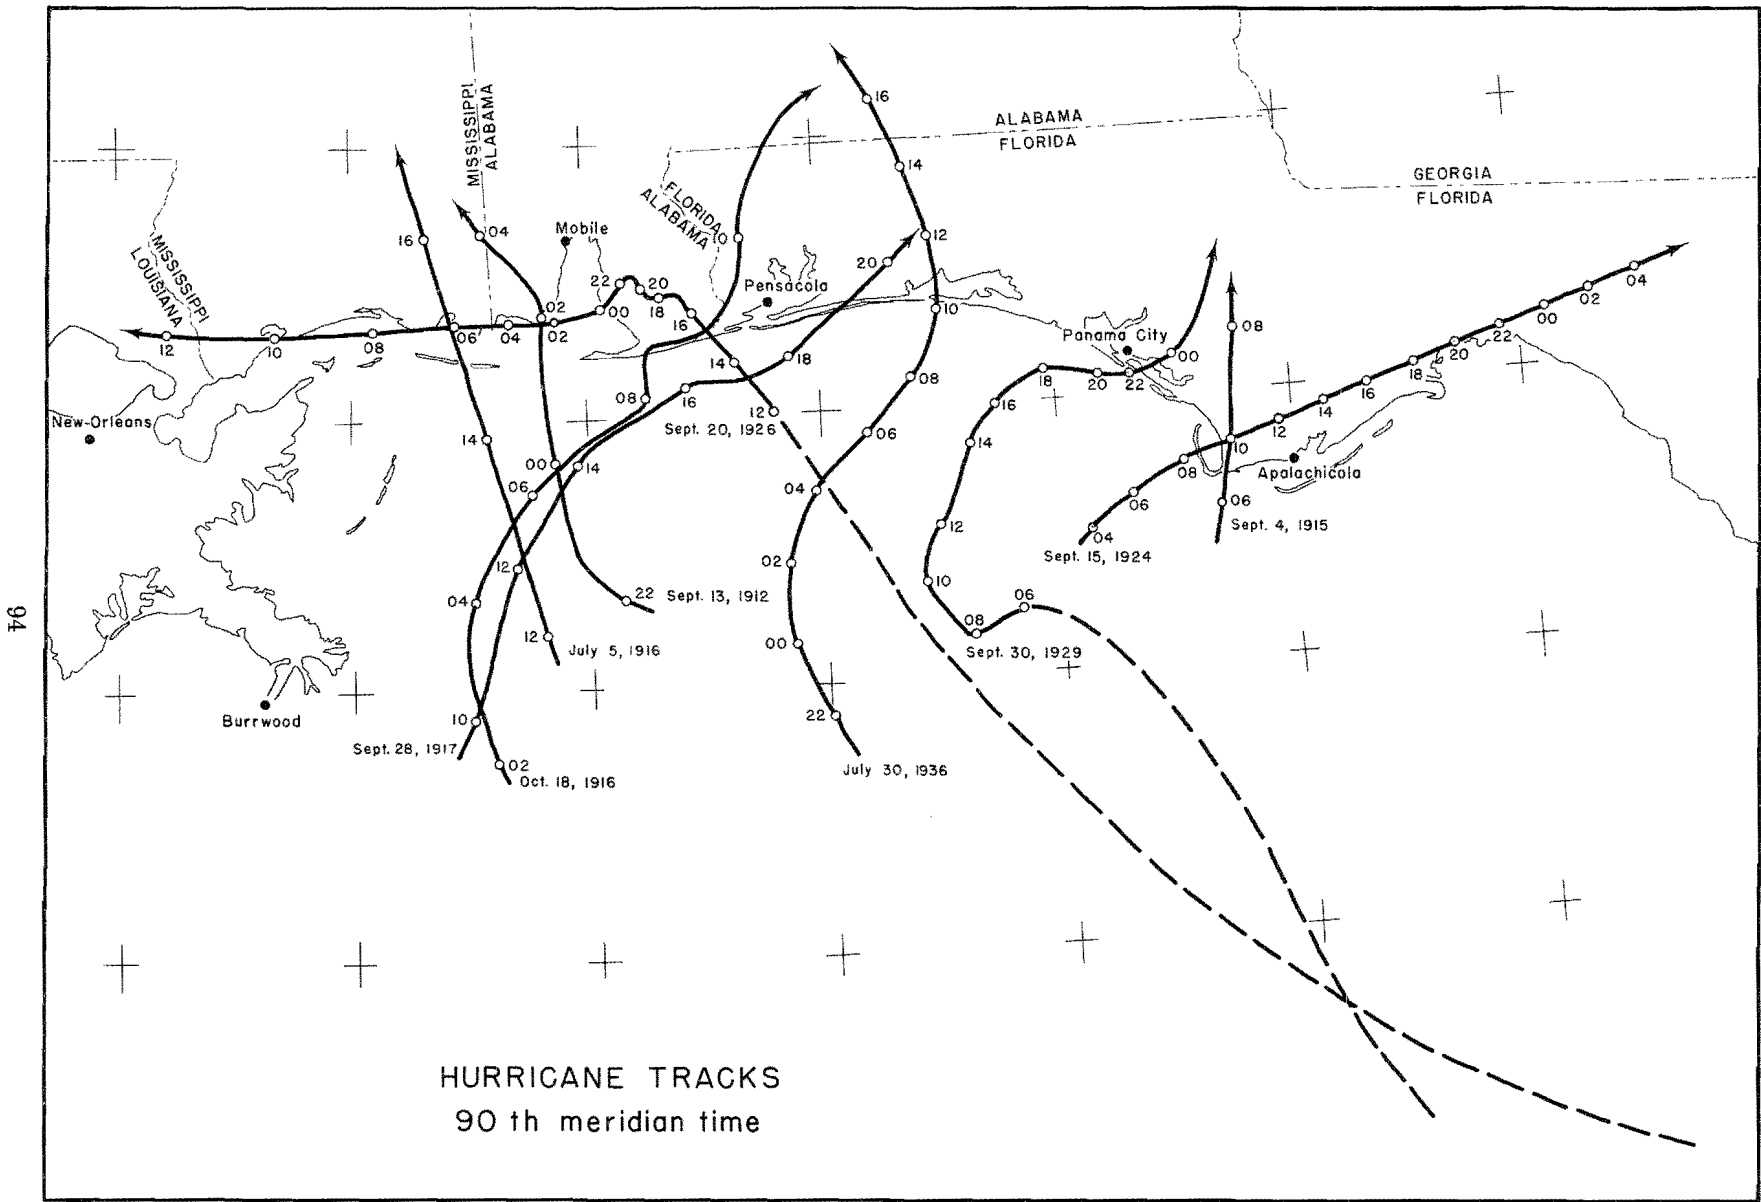 16
ALABAMA
FLORIDA
MISSISSIPPI
ALABAMA
14
GEORGIA
FLORIDA
FLORIDA
ALABAMA
MISSISSIPPI
LOUISIANA
16
04
Mobile
10
12
20
22
20
Pensacola
04
02
18
00
16
10
02
22
00
12
10
08
06
04
02
14
18
08
Panama City
00
08
20
18
16
18
20
22
New-Orleans
08
16
12
Sept. 20, 1926
06
16
14
12
14
14
10
Apalachicola
00
14
08
06
04
06
06
Sept. 4, 1915
12
04
Sept. 15, 1924
12
02
10
04
22
Sept. 13, 1912
06
12
July 5, 1916
00
08
Sept. 30, 1929
Burrwood
10
22
Sept. 28, 1917
02
Oct. 18, 1916
July 30, 1936
94
HURRICANE TRACKS
90 th meridian time